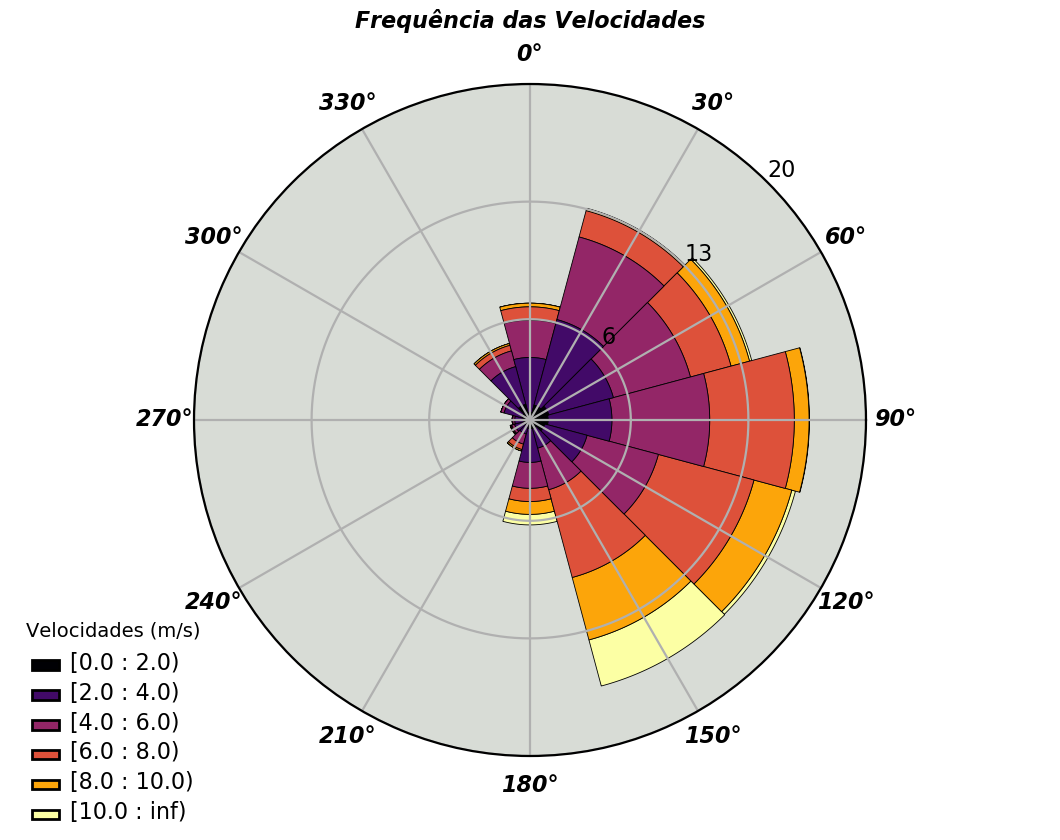 Frequência das Velocidades
0°
330°
30°
20
300°
60°
13
6
270°
90°
240°
120°
210°
150°
180°
Velocidades (m/s)
[0.0 : 2.0)
[2.0 : 4.0)
[4.0 : 6.0)
[6.0 : 8.0)
[8.0 : 10.0)
[10.0 : inf)